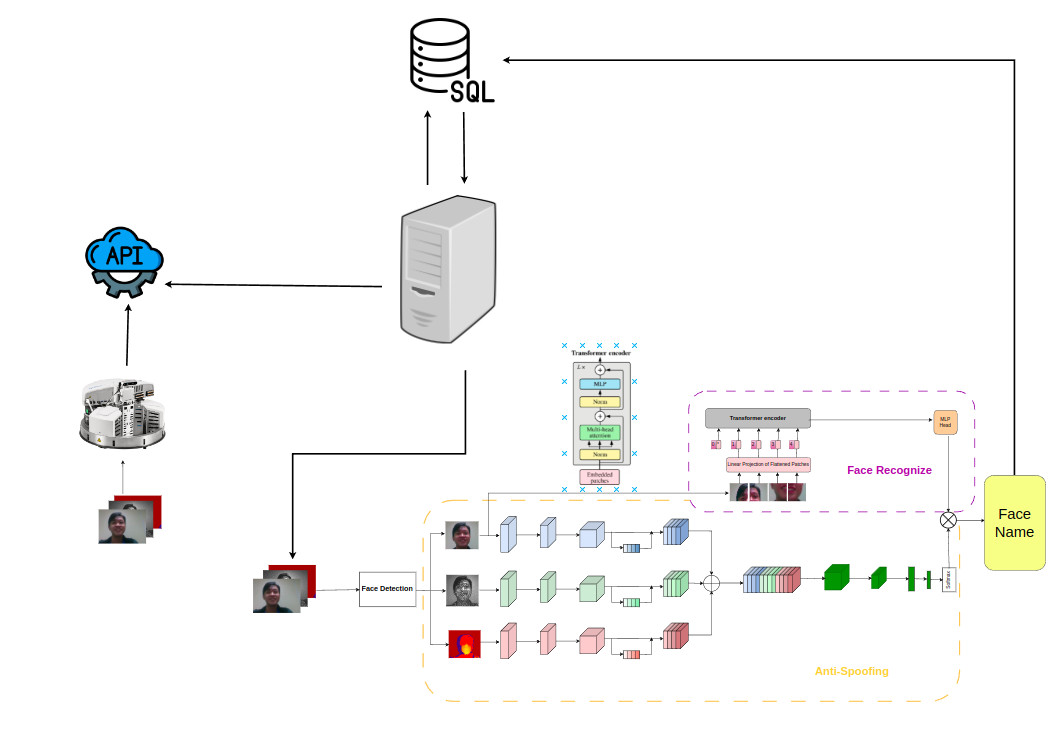 SQL
API
Transformer encoder
L×
MLP
Norm
Multi-head
attention
Norm
Embedded
patches
Transformer encoder
MLP
Head
Linear Projection of Flattened Patches
Face Recognize
Face
Name
Face Detection
Softmax
Anti-Spoofing